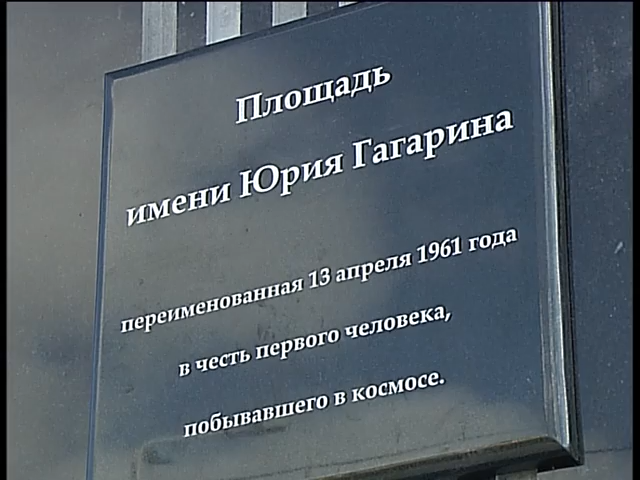 Площадь
имени Юрия Гагарина
переименованная 13 апреля 1961 года
в честь первого человека,
побывавшего в космосе.